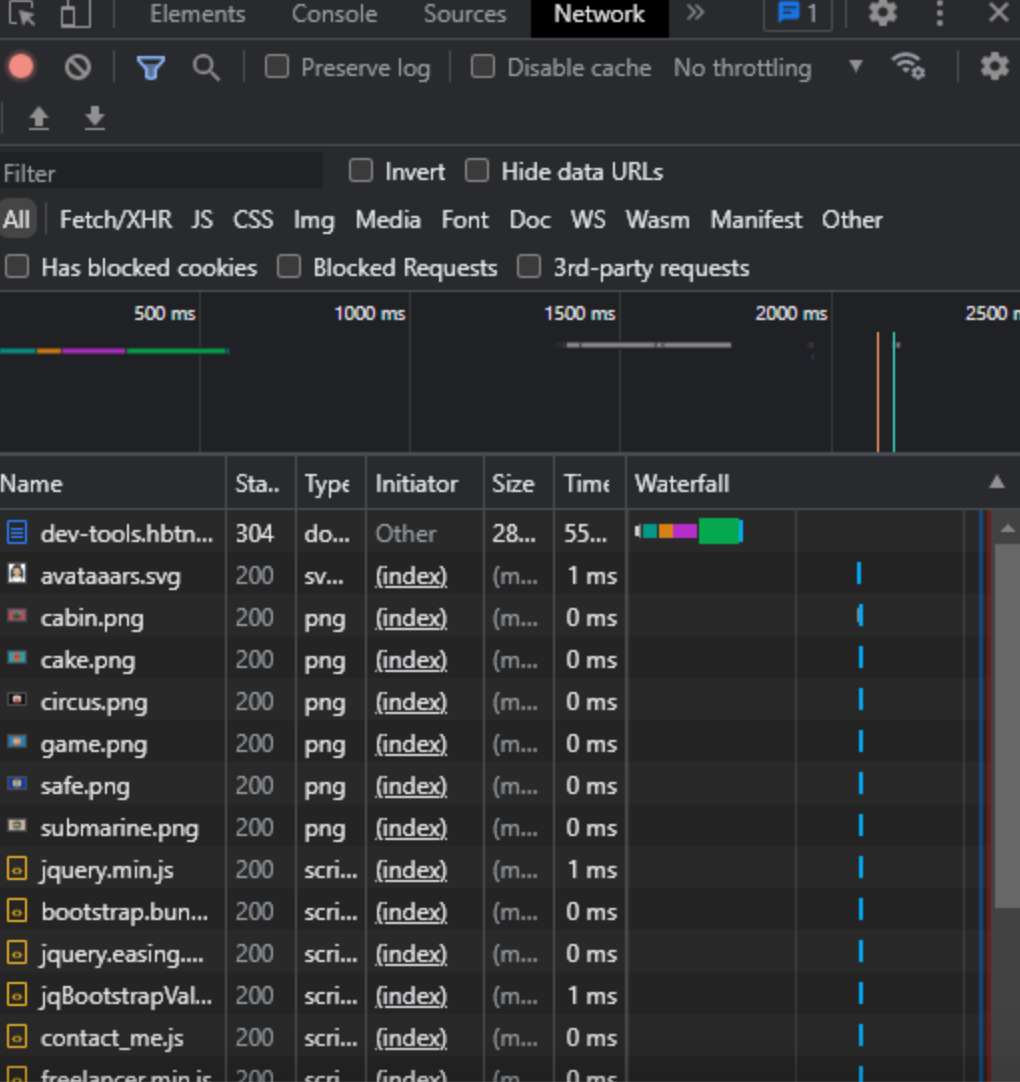 Elements Console Sources Network 1
Preserve log Disable cache No throttling
Filter Invert Hide data URLs
All Fetch/XHR JS CSS Img Media Font Doc WS Wasm Manifest Other
Has blocked cookies Blocked Requests 3rd-party requests
500 ms 1000 ms 1500 ms 2000 ms 2500 m
Name Sta.. Type Initiator Size Time Waterfall
dev-tools.hbtn... 304 do... Other 28... 55...
avataaars.svg 200 sv... (index) (m... 1 ms
cabin.png 200 png (index) (m... 0 ms
cake.png 200 png (index) (m... 0 ms
circus.png 200 png (index) (m... 0 ms
game.png 200 png (index) (m... 0 ms
safe.png 200 png (index) (m... 0 ms
submarine.png 200 png (index) (m... 0 ms
jquery.min.js 200 scri... (index) (m... 1 ms
bootstrap.bun... 200 scri... (index) (m... 0 ms
jquery.easing.... 200 scri... (index) (m... 0 ms
jqBootstrapVal... 200 scri... (index) (m... 1 ms
contact_me.js 200 scri... (index) (m... 0 ms
freelancer.min.js 200 scri... (index) (m... 0 ms